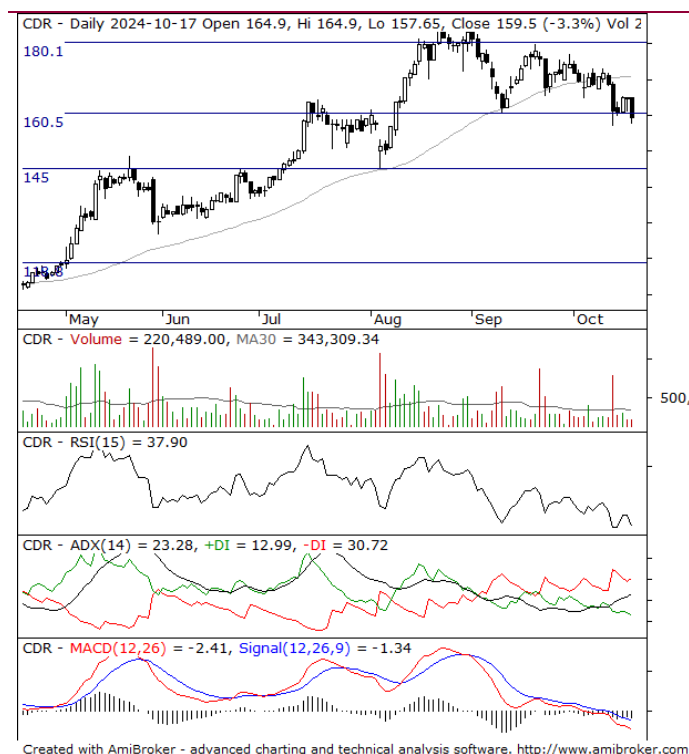 CDR - Daily 2024-10-17 Open 164.9, Hi 164.9, Lo 157.65, Close 159.5 (-3.3%) Vol 2
180.1
160.5
145
May Jun Jul Aug Sep Oct
CDR - Volume = 220,489.00, MA30 = 343,309.34
500,
CDR - RSI(15) = 37.90
CDR - ADX(14) = 23.28, +DI = 12.99, -DI = 30.72
CDR - MACD(12,26) = -2.41, Signal(12,26,9) = -1.34
Created with AmiBroker - advanced charting and technical analysis software. http://www.amibroker.com